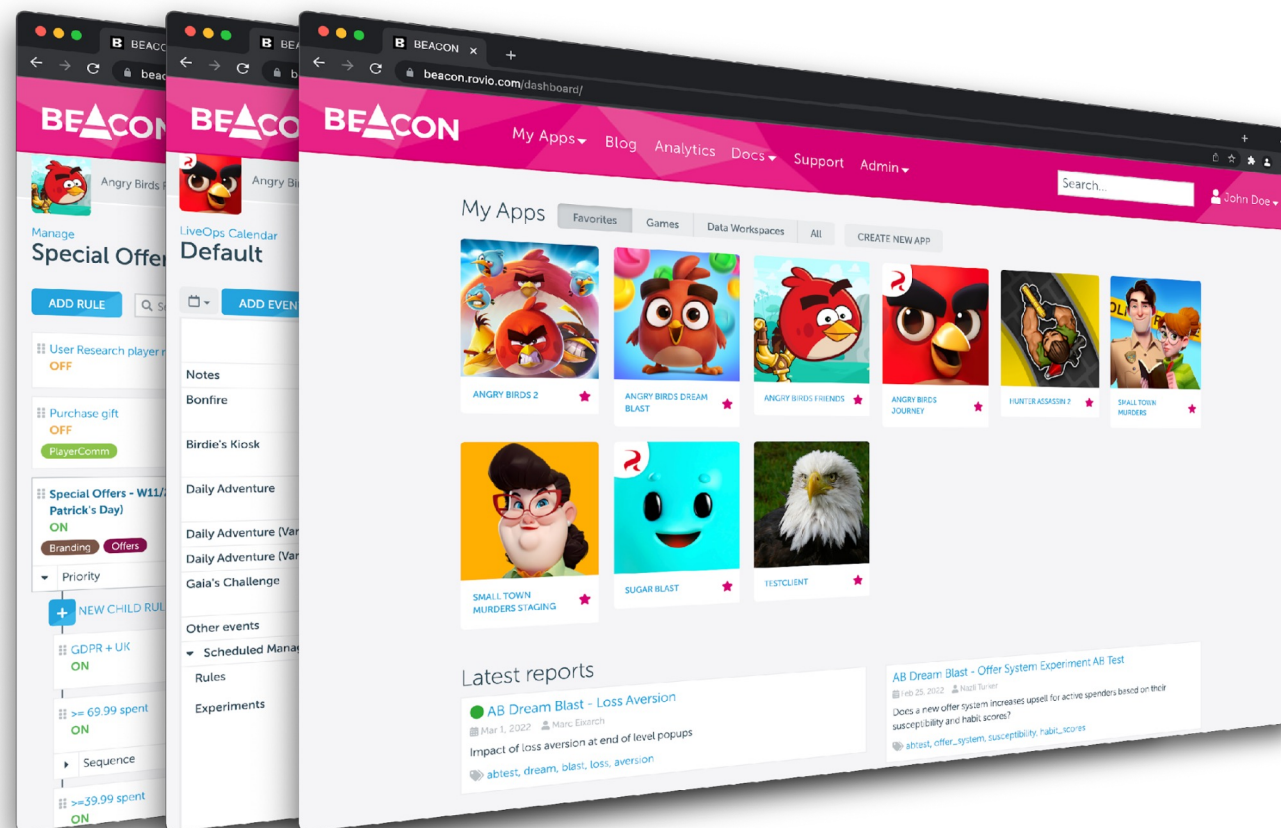 BEAC
beac
BEACON
Angry Birds F
Manage
Special Offer
ADD RULE
User Research player r
OFF
Purchase gift
OFF
PlayerComm
Special Offers - W11/2
Patrick's Day)
ON
Branding Offers
Priority
+ NEW CHILD RUL
GDPR + UK
ON
>= 69.99 spent
ON
Sequence
>=39.99 spent
ON
B BEA
b
BEACO
Angry Bi
LiveOps Calendar
Default
ADD EVEN
Notes
Bonfire
Birdie's Kiosk
Daily Adventure
Daily Adventure (Var
Daily Adventure (Var
Gaia's Challenge
Other events
Scheduled Manag
Rules
Experiments
B BEACON × +
beacon.rovio.com/dashboard/
BEACON My Apps Blog Analytics Docs Support Admin Search... John Doe
My Apps Favorites Games Data Workspaces All CREATE NEW APP
ANGRY BIRDS 2
ANGRY BIRDS DREAM
BLAST
ANGRY BIRDS FRIENDS
ANGRY BIRDS
JOURNEY
HUNTER ASSASSIN 2
SMALL TOWN
MURDERS
SMALL TOWN
MURDERS STAGING
SUGAR BLAST
TESTCLIENT
Latest reports
AB Dream Blast - Loss Aversion
Mar 1, 2022 Marc Eixarch
Impact of loss aversion at end of level popups
abtest, dream, blast, loss, aversion
AB Dream Blast - Offer System Experiment AB Test
Feb 25, 2022 Nazli Turker
Does a new offer system increases upsell for active spenders based on their
susceptibility and habit scores?
abtest, offer_system, susceptibility, habit_scores